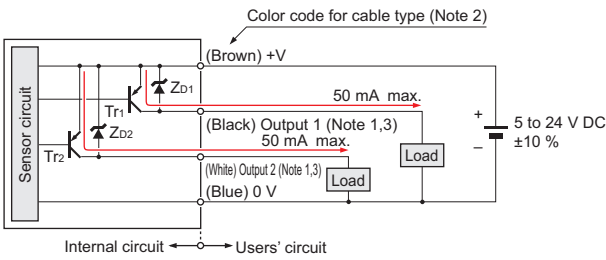 Color code for cable type (Note 2)
(Brown) +V
Sensor circuit
Tr1
ZD1
50 mA max.
(Black) Output 1 (Note 1,3)
Tr2
ZD2
50 mA max.
Load
+
–
5 to 24 V DC
±10 %
(White) Output 2 (Note 1,3)
Load
(Blue) 0 V
Internal circuit
Users' circuit